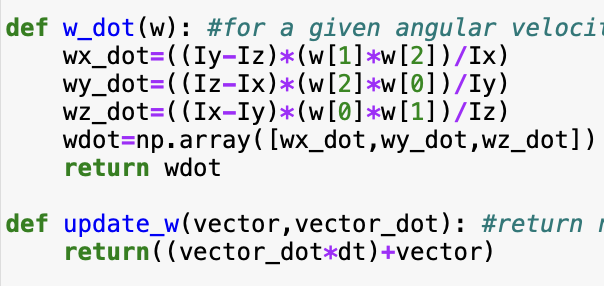 def w_dot(w): #for a given angular
    wx_dot=((Iy-Iz)*(w[1]*w[2])/Ix)
    wy_dot=((Iz-Ix)*(w[2]*w[0])/Iy)
    wz_dot=((Ix-Iy)*(w[0]*w[1])/Iz)
    wdot=np.array([wx_dot,wy_dot,wz_dot])
    return wdot
def update_w(vector,vector_dot): #return
    return((vector_dot*dt)+vector)